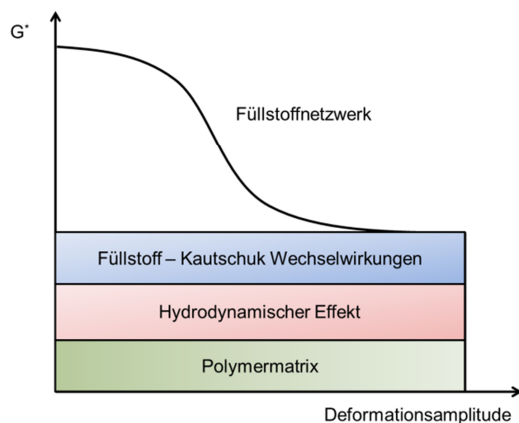 G*
Füllstoffnetzwerk
Füllstoff – Kautschuk Wechselwirkungen
Hydrodynamischer Effekt
Polymermatrix
Deformationsamplitude